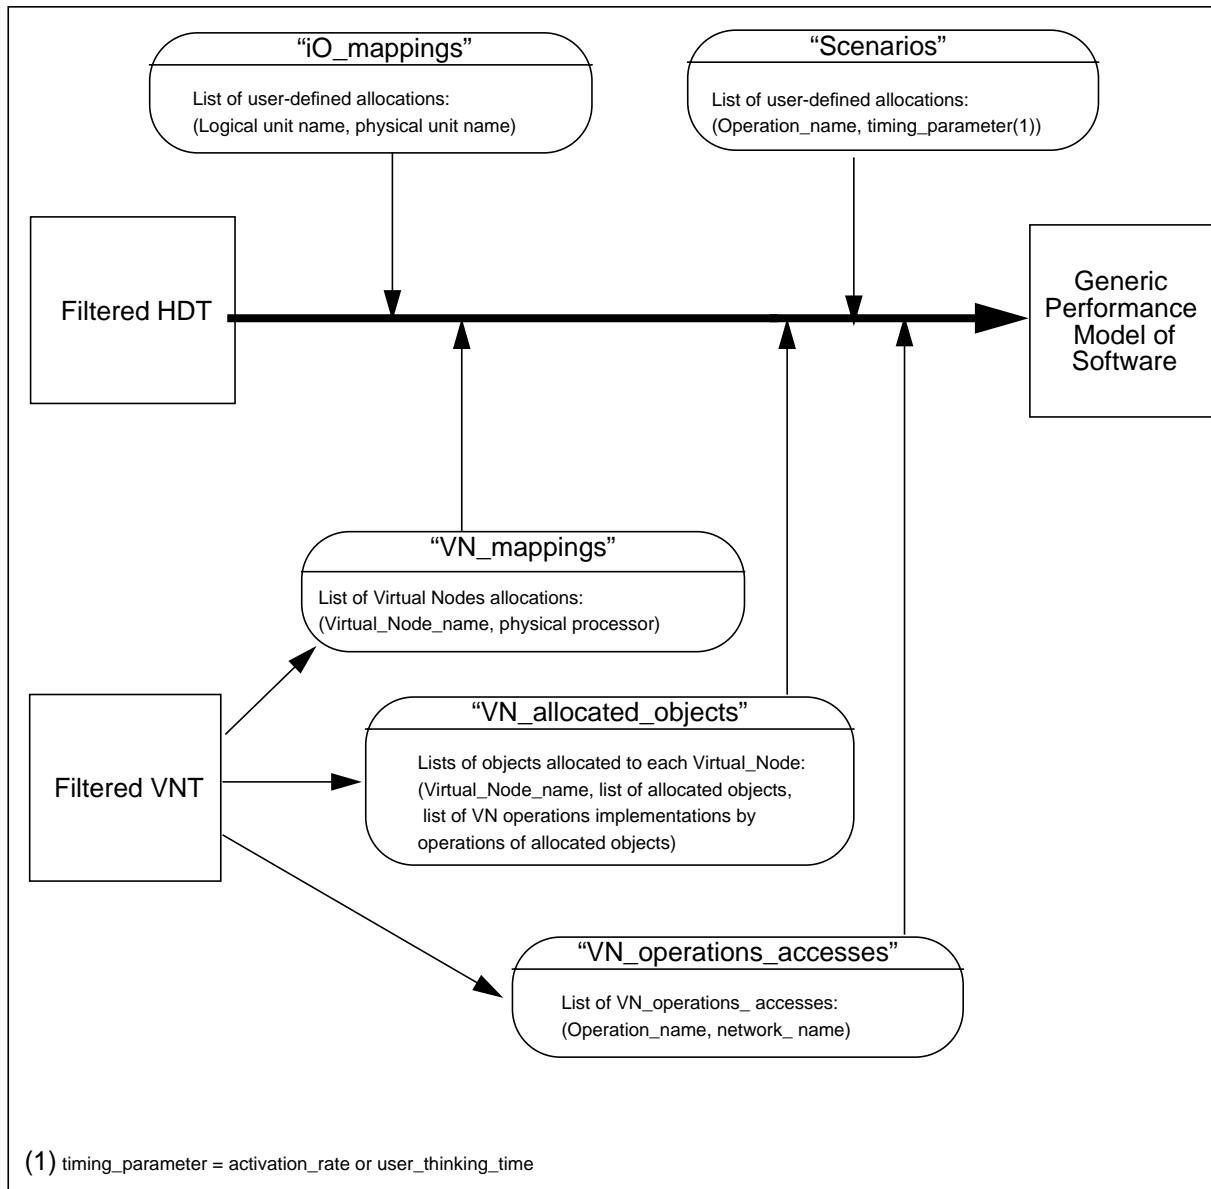 “iO_mappings”
List of user-defined allocations:
(Logical unit name, physical unit name)
“Scenarios”
List of user-defined allocations:
(Operation_name, timing_parameter(1))
Filtered HDT
Generic
Performance
Model of
Software
“VN_mappings”
List of Virtual Nodes allocations:
(Virtual_Node_name, physical processor)
Filtered VNT
“VN_allocated_objects”
Lists of objects allocated to each Virtual_Node:
(Virtual_Node_name, list of allocated objects,
list of VN operations implementations by
operations of allocated objects)
“VN_operations_accesses”
List of VN_operations_ accesses:
(Operation_name, network_ name)
(1) timing_parameter = activation_rate or user_thinking_time